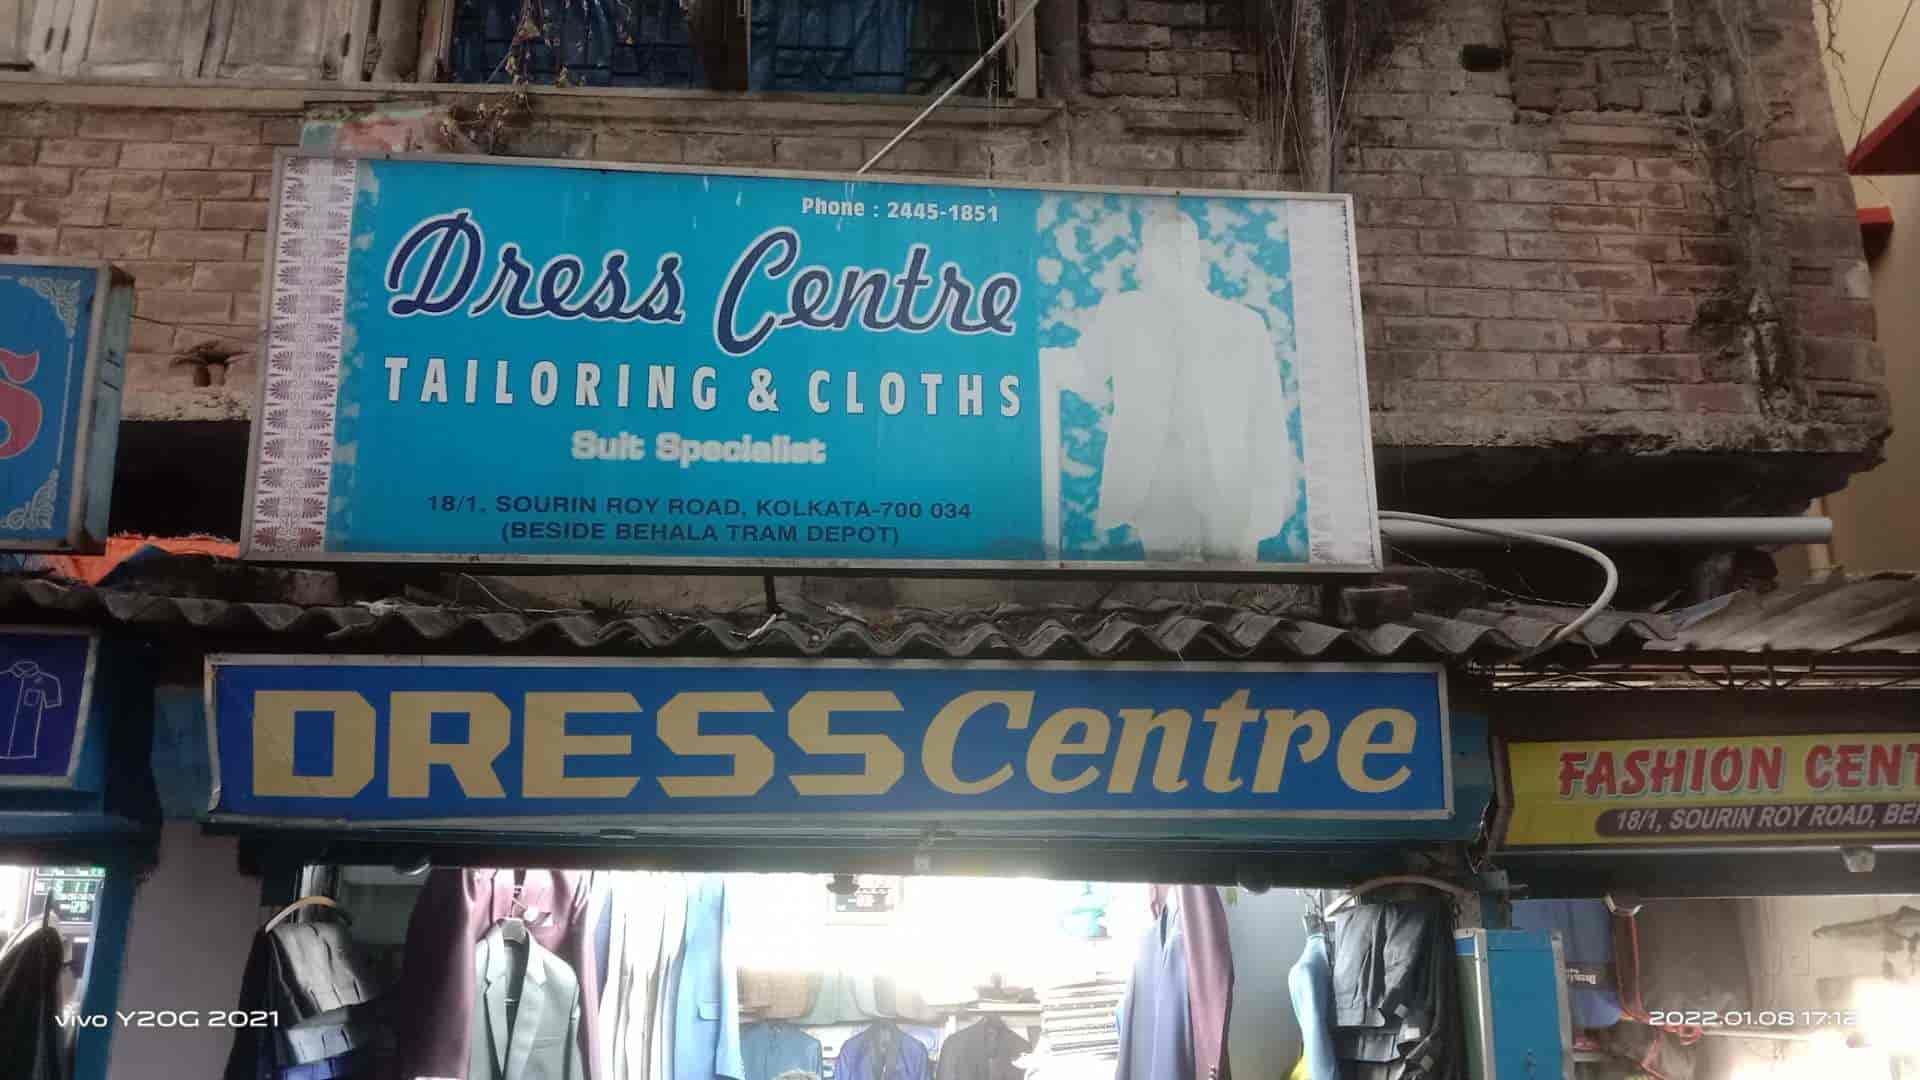 Phone : 2445-1851
Dress Centre
TAILORING & CLOTHS
Suit Specialist
18/1, SOURIN ROY ROAD, KOLKATA-700 034
(BESIDE BEHALA TRAM DEPOT)
S
DRESS Centre
FASHION CENT
18/1, SOURIN ROY ROAD, BEH
vivo Y20G 2021
2022.01.08 17:12